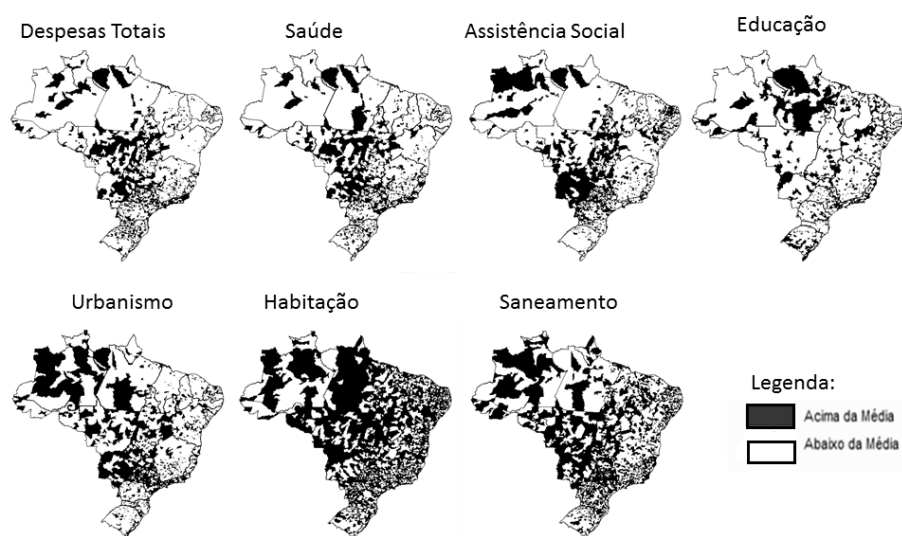 Despesas Totais
Saúde
Assistência Social
Educação
Urbanismo
Habitação
Saneamento
Legenda:
Acima da Média
Abaixo da Média